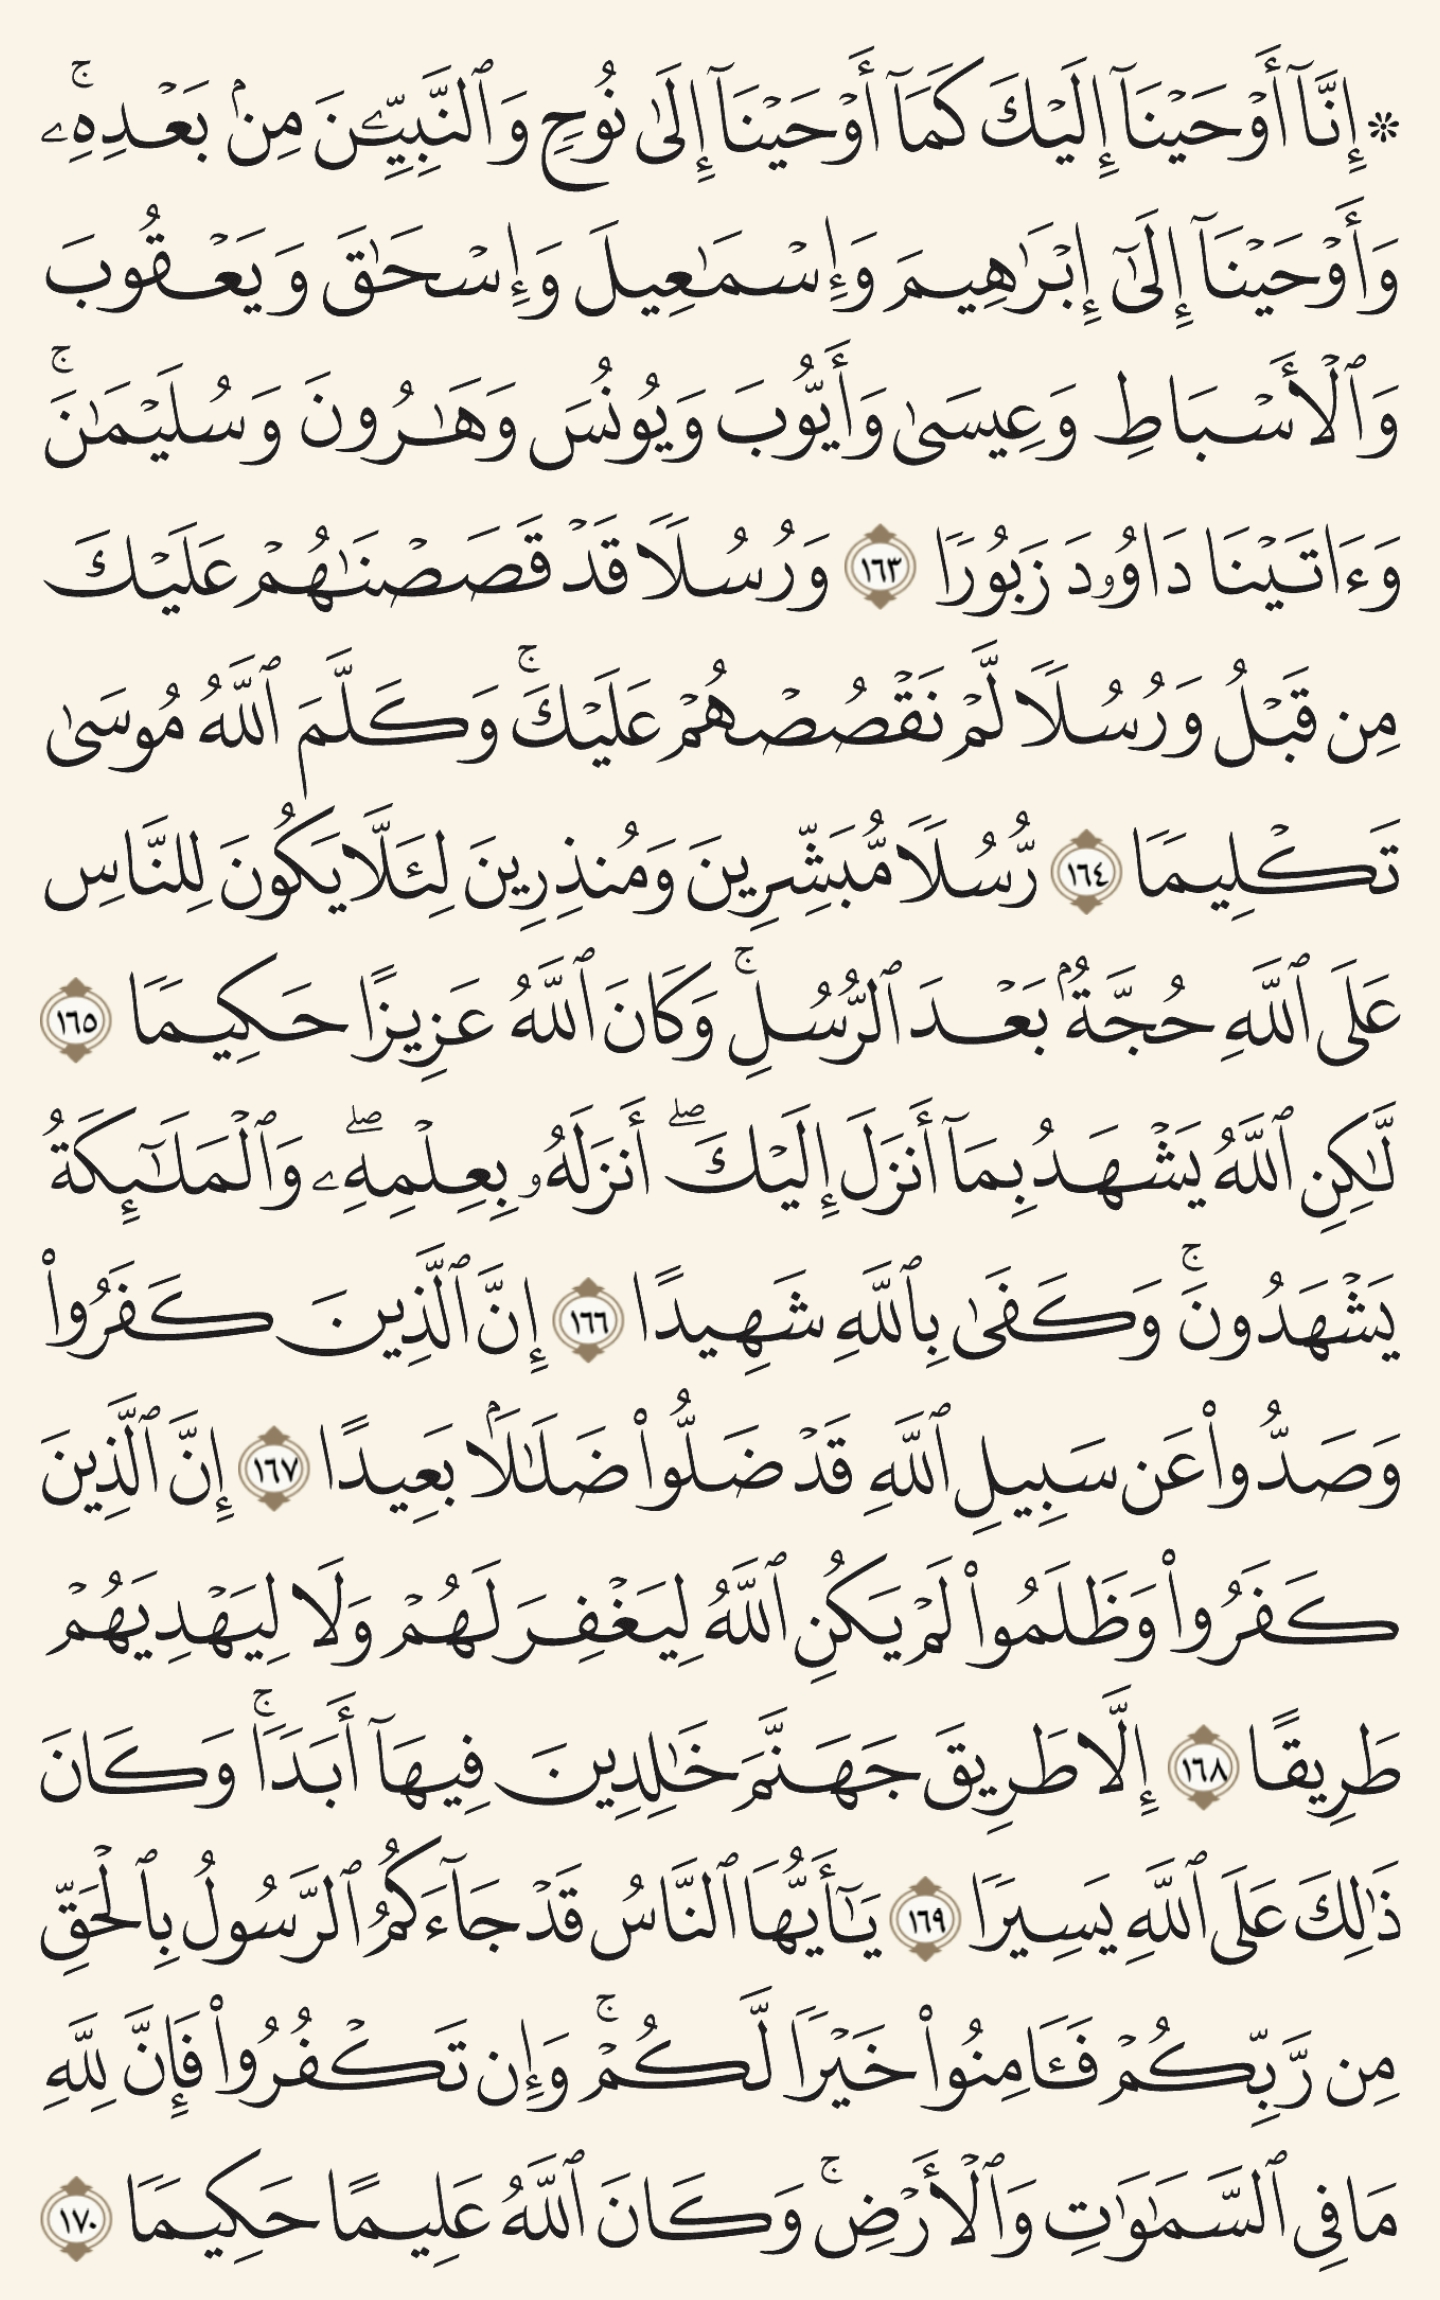 ۞ إِنَّآ أَوۡحَيۡنَآ إِلَيۡكَ كَمَآ أَوۡحَيۡنَآ إِلَىٰ نُوحٖ وَٱلنَّبِيِّـۧنَ مِنۢ بَعۡدِهِۦۚ
وَأَوۡحَيۡنَآ إِلَىٰٓ إِبۡرَٰهِيمَ وَإِسۡمَٰعِيلَ وَإِسۡحَٰقَ وَيَعۡقُوبَ
وَٱلۡأَسۡبَاطِ وَعِيسَىٰ وَأَيُّوبَ وَيُونُسَ وَهَٰرُونَ وَسُلَيۡمَٰنَۚ
وَءَاتَيۡنَا دَاوُۥدَ زَبُورٗا ١٦٣ وَرُسُلٗا قَدۡ قَصَصۡنَٰهُمۡ عَلَيۡكَ
مِن قَبۡلُ وَرُسُلٗا لَّمۡ نَقۡصُصۡهُمۡ عَلَيۡكَۚ وَكَلَّمَ ٱللَّهُ مُوسَىٰ
تَكۡلِيمٗا ١٦٤ رُّسُلٗا مُّبَشِّرِينَ وَمُنذِرِينَ لِئَلَّا يَكُونَ لِلنَّاسِ
عَلَى ٱللَّهِ حُجَّةُۢ بَعۡدَ ٱلرُّسُلِۚ وَكَانَ ٱللَّهُ عَزِيزًا حَكِيمٗا ١٦٥
لَّٰكِنِ ٱللَّهُ يَشۡهَدُ بِمَآ أَنزَلَ إِلَيۡكَۖ أَنزَلَهُۥ بِعِلۡمِهِۦۖ وَٱلۡمَلَٰٓئِكَةُ
يَشۡهَدُونَۚ وَكَفَىٰ بِٱللَّهِ شَهِيدًا ١٦٦ إِنَّ ٱلَّذِينَ كَفَرُواْ
وَصَدُّواْ عَن سَبِيلِ ٱللَّهِ قَدۡ ضَلُّواْ ضَلَٰلَۢا بَعِيدًا ١٦٧ إِنَّ ٱلَّذِينَ
كَفَرُواْ وَظَلَمُواْ لَمۡ يَكُنِ ٱللَّهُ لِيَغۡفِرَ لَهُمۡ وَلَا لِيَهۡدِيَهُمۡ
طَرِيقًا ١٦٨ إِلَّا طَرِيقَ جَهَنَّمَ خَٰلِدِينَ فِيهَآ أَبَدٗاۚ وَكَانَ
ذَٰلِكَ عَلَى ٱللَّهِ يَسِيرٗا ١٦٩ يَٰٓأَيُّهَا ٱلنَّاسُ قَدۡ جَآءَكُمُ ٱلرَّسُولُ بِٱلۡحَقِّ
مِن رَّبِّكُمۡ فَـَٔامِنُواْ خَيۡرٗا لَّكُمۡۚ وَإِن تَكۡفُرُواْ فَإِنَّ لِلَّهِ
مَا فِي ٱلسَّمَٰوَٰتِ وَٱلۡأَرۡضِۚ وَكَانَ ٱللَّهُ عَلِيمًا حَكِيمٗا ١٧٠